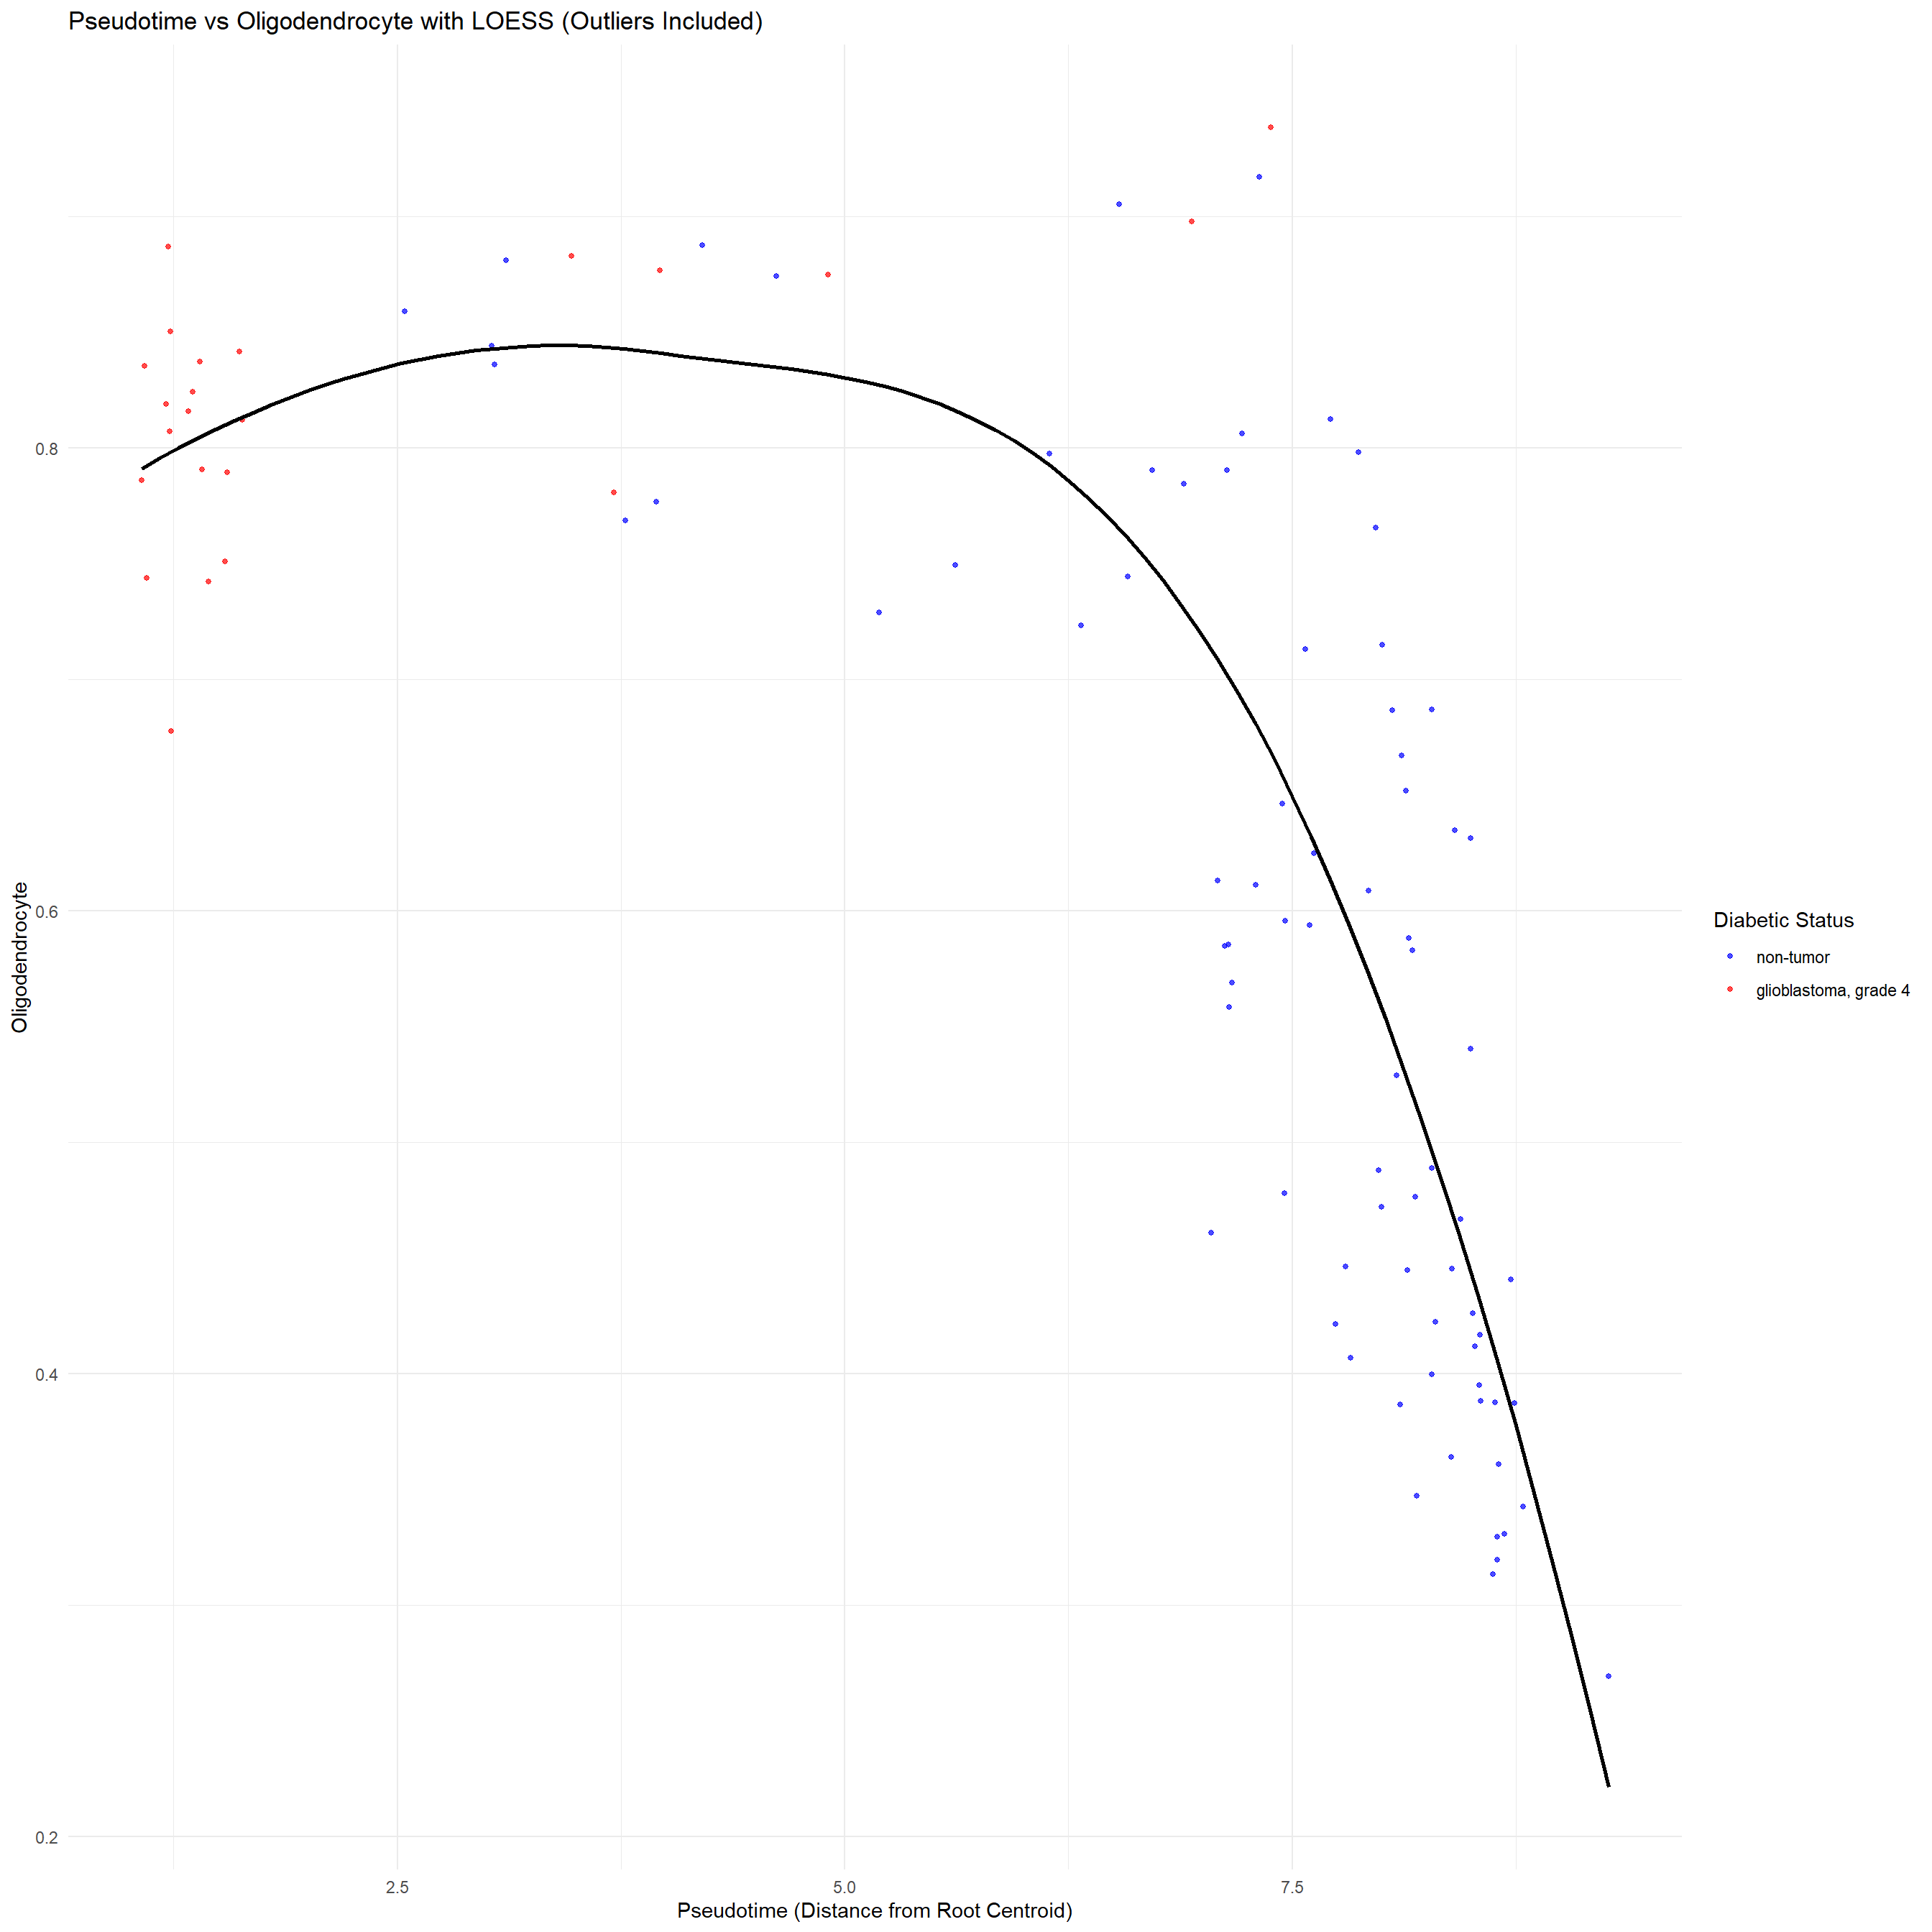 Pseudotime vs Oligodendrocyte with LOESS (Outliers Included)
0.8
0.6
0.4
0.2
Oligodendrocyte
2.5 5.0 7.5
Pseudotime (Distance from Root Centroid)
Diabetic Status
non-tumor
glioblastoma, grade 4